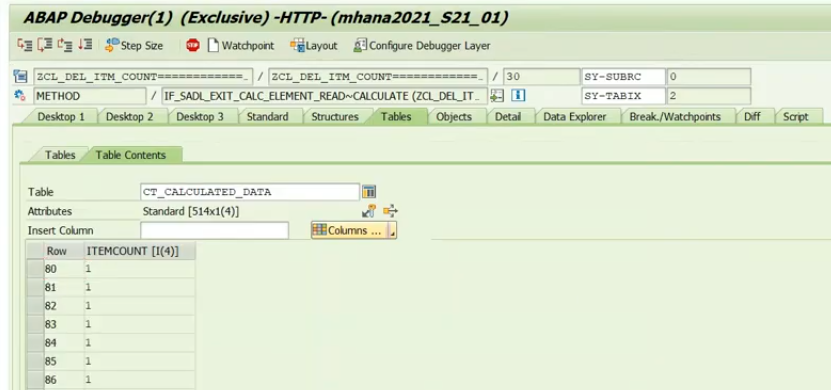 ABAP Debugger(1) (Exclusive) -HTTP- (mhana2021_S21_01)
Step Size Watchpoint Layout Configure Debugger Layer
ZCL_DEL_ITM_COUNT============_ / ZCL_DEL_ITM_COUNT============_ / 30 SY-SUBRC 0
METHOD / IF_SADL_EXIT_CALC_ELEMENT_READ~CALCULATE (ZCL_DEL_IT_ SY-TABIX 2
Desktop 1 Desktop 2 Desktop 3 Standard Structures Tables Objects Detail Data Explorer Break./Watchpoints Diff Script
Tables Table Contents
Table CT_CALCULATED_DATA
Attributes Standard [514x1(4)]
Insert Column Columns ...
Row ITEMCOUNT [I(4)]
80 1
81 1
82 1
83 1
84 1
85 1
86 1